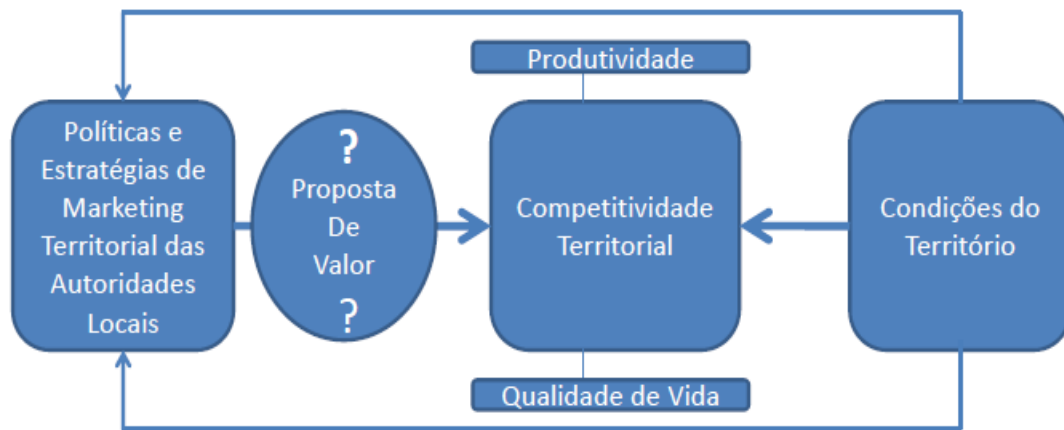 Produtividade
Políticas e
Estratégias de
Marketing
Territorial das
Autoridades
Locais
?
Proposta
De
Valor
?
Competitividade
Territorial
Condições do
Território
Qualidade de Vida